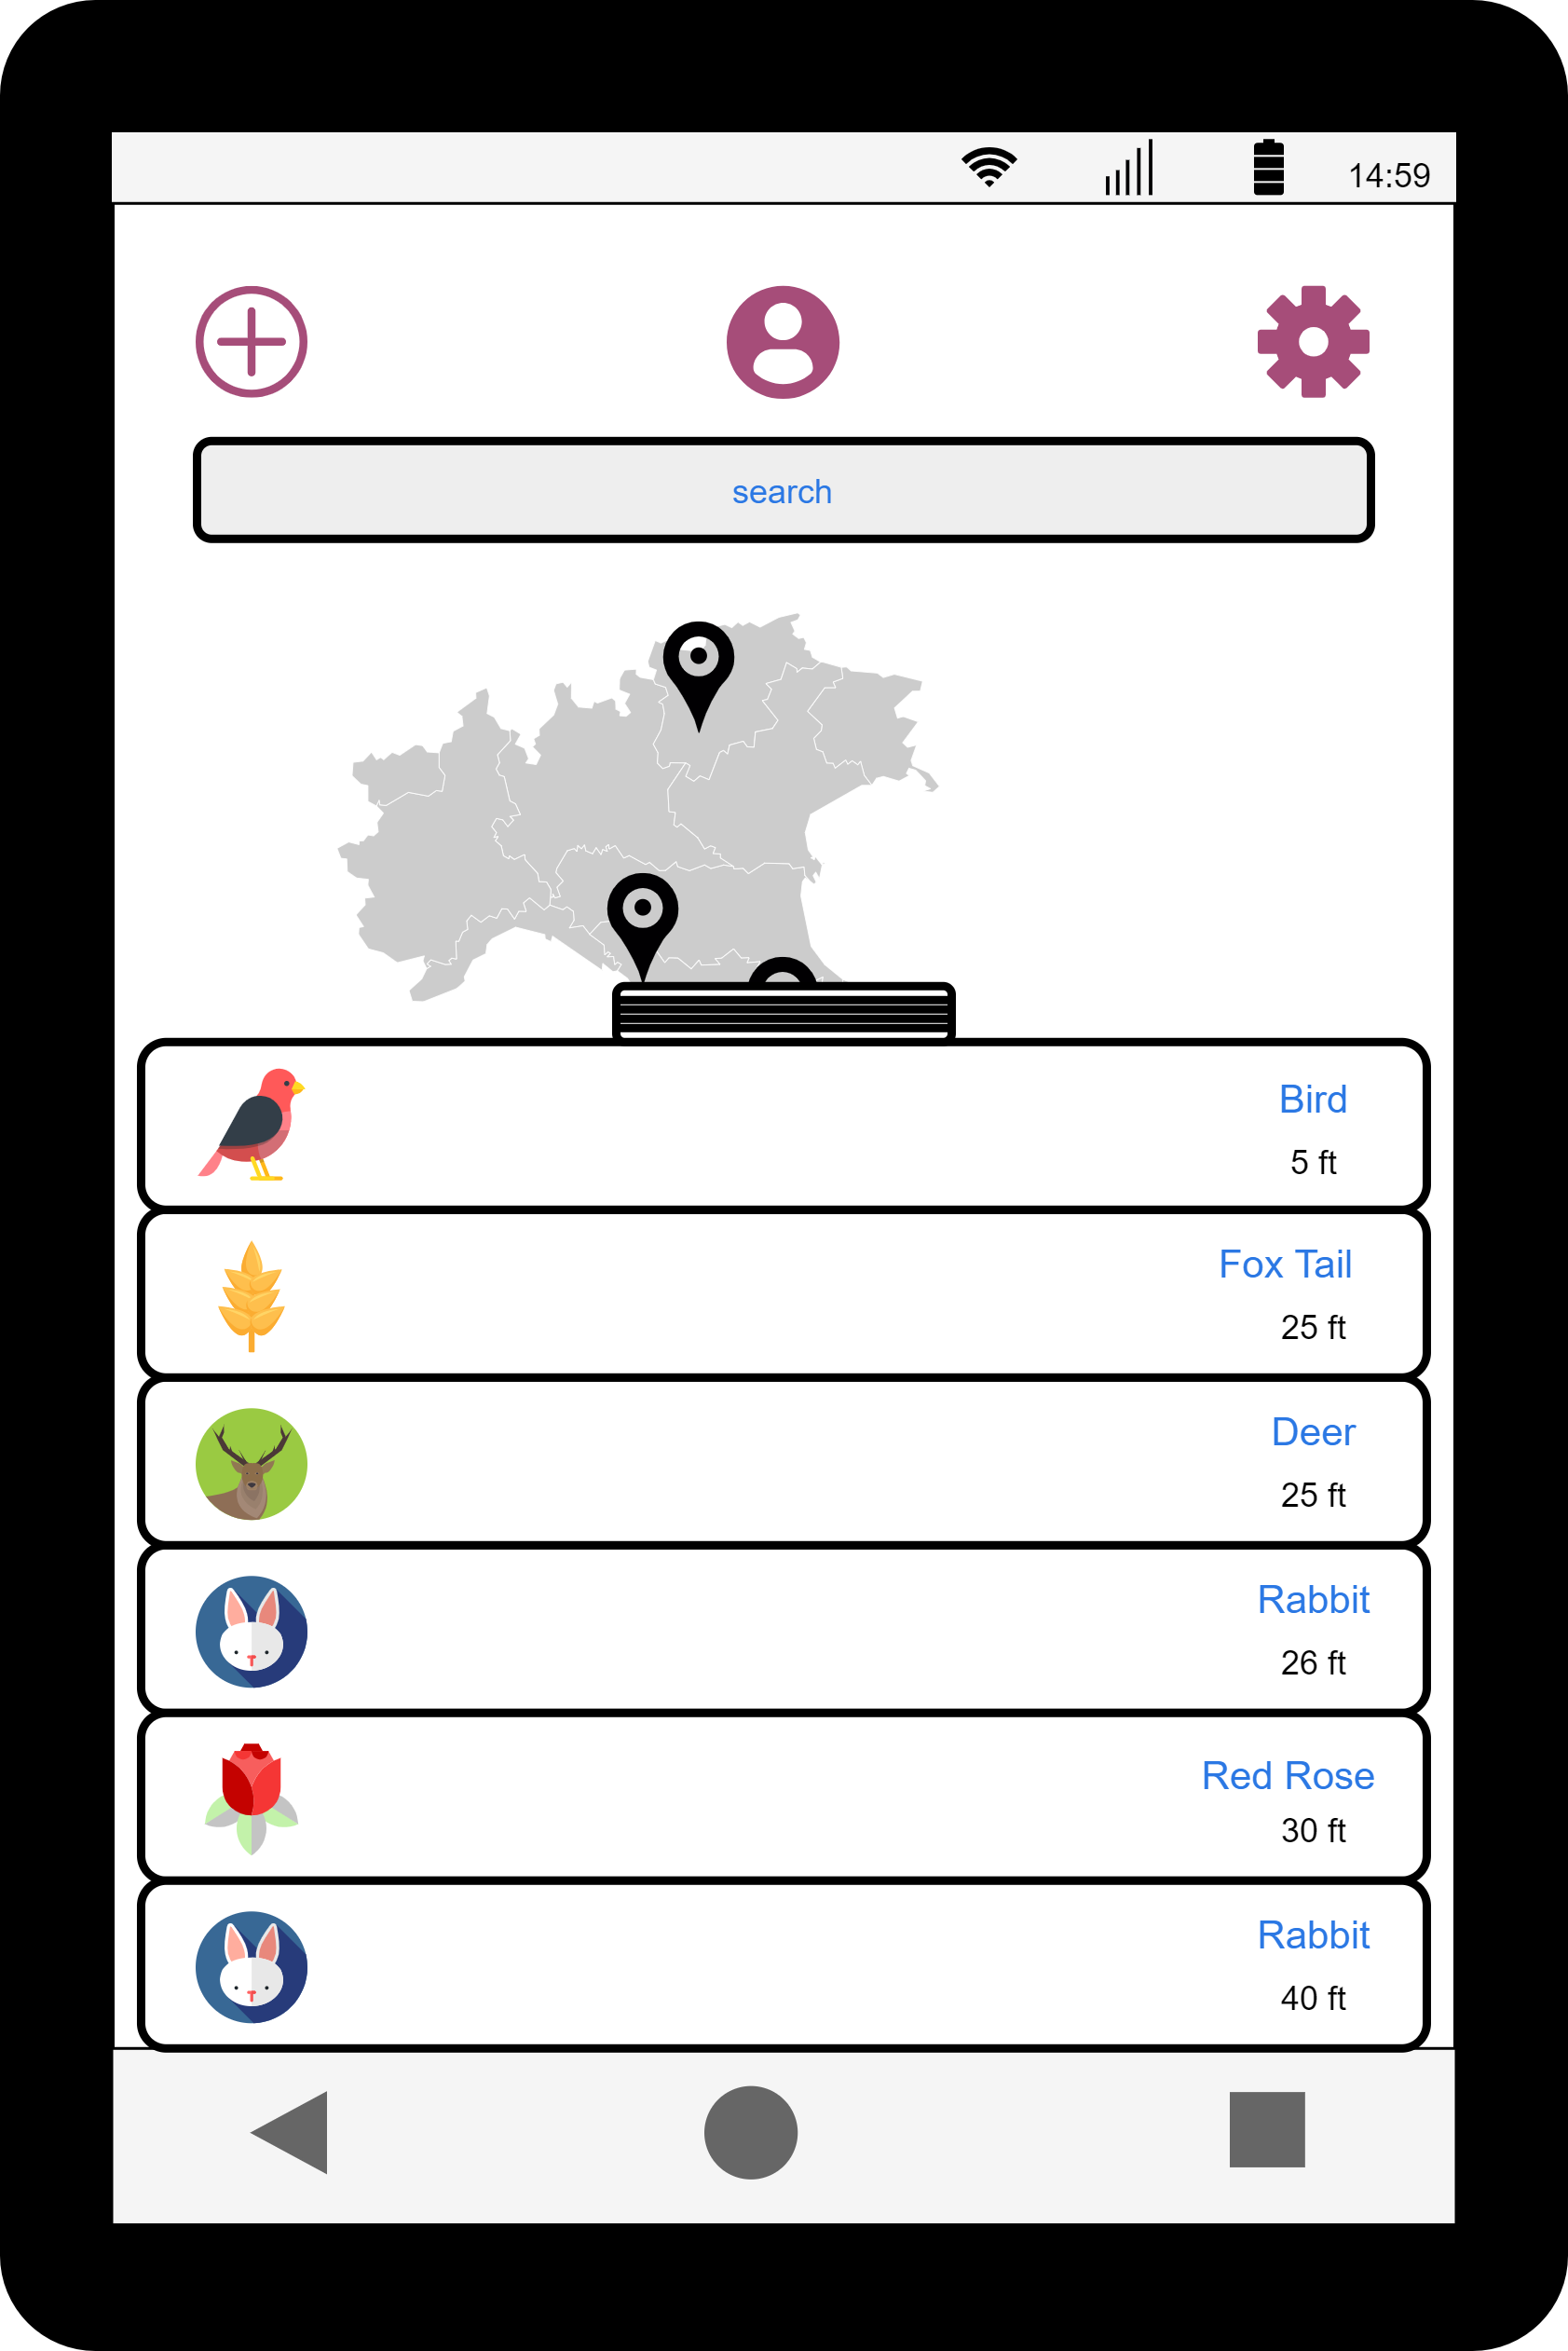 14:59
search
Bird
5 ft
Fox Tail
25 ft
Deer
25 ft
Rabbit
26 ft
Red Rose
30 ft
Rabbit
40 ft